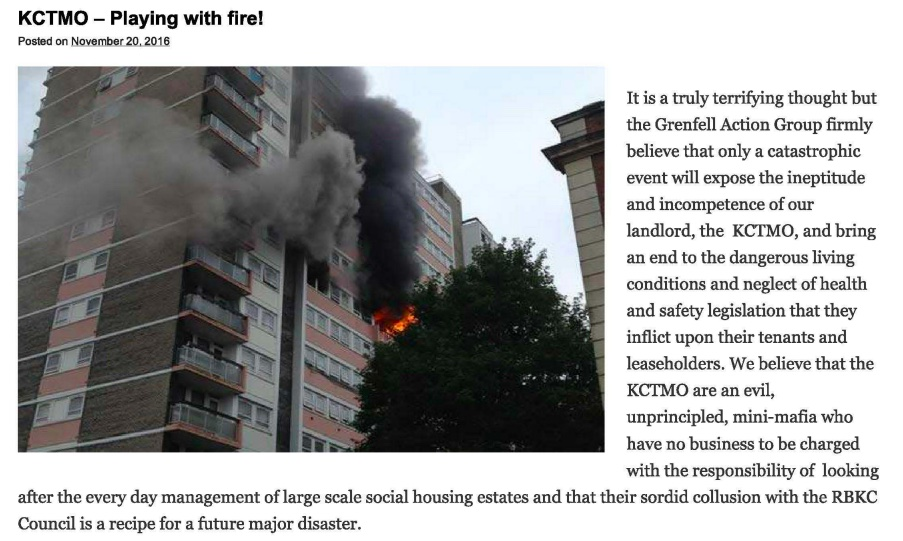 KCTMO – Playing with fire!
Posted on November 20, 2016
It is a truly terrifying thought but
the Grenfell Action Group firmly
believe that only a catastrophic
event will expose the ineptitude
and incompetence of our
landlord, the  KCTMO, and bring
an end to the dangerous living
conditions and neglect of health
and safety legislation that they
inflict upon their tenants and
leaseholders. We believe that the
KCTMO are an evil,
unprincipled, mini-mafia who
have no business to be charged
with the responsibility of  looking
after the every day management of large scale social housing estates and that their sordid collusion with the RBKC
Council is a recipe for a future major disaster.